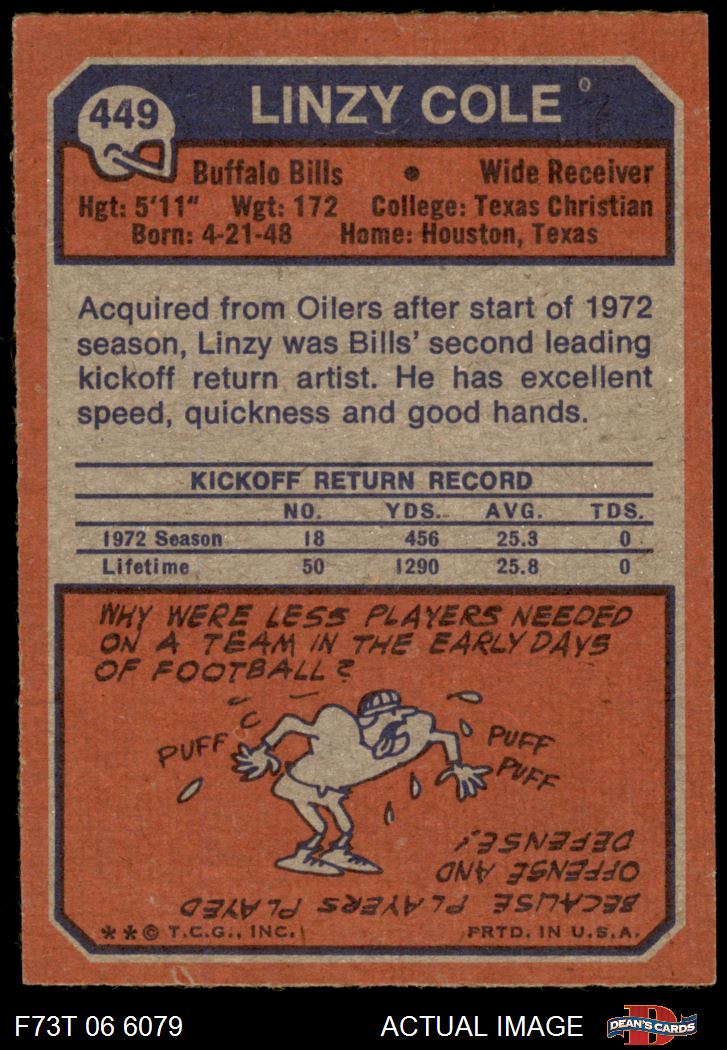 449
LINZY COLE
Buffalo Bills • Wide Receiver
Hgt: 5'11" Wgt: 172 College: Texas Christian
Born: 4-21-48 Home: Houston, Texas
Acquired from Oilers after start of 1972
season, Linzy was Bills' second leading
kickoff return artist. He has excellent
speed, quickness and good hands.
KICKOFF RETURN RECORD
NO. YDS. AVG. TDS.
1972 Season 18 456 25.3 0
Lifetime 50 1290 25.8 0
WHY WERE LESS PLAYERS NEEDED
ON A TEAM IN THE EARLY DAYS
OF FOOTBALL?
PUFF
PUFF
PUFF
BECAUSE PLAYERS PLAYED
OFFENSE AND
DEFENSE!
**© T.C.G., INC. PRTD. IN U.S.A.
F73T 06 6079 ACTUAL IMAGE
D
DEAN'S CARDS